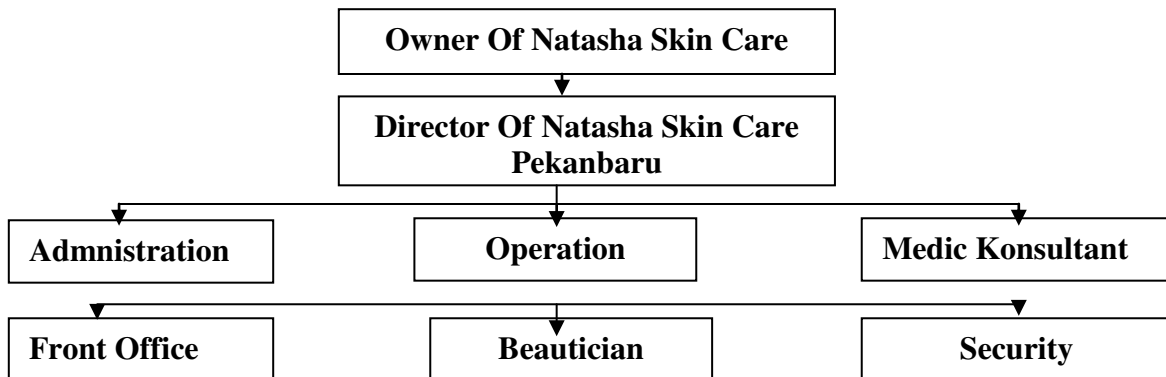 Owner Of Natasha Skin Care
Director Of Natasha Skin Care
Pekanbaru
Admnistration
Operation
Medic Konsultant
Front Office
Beautician
Security